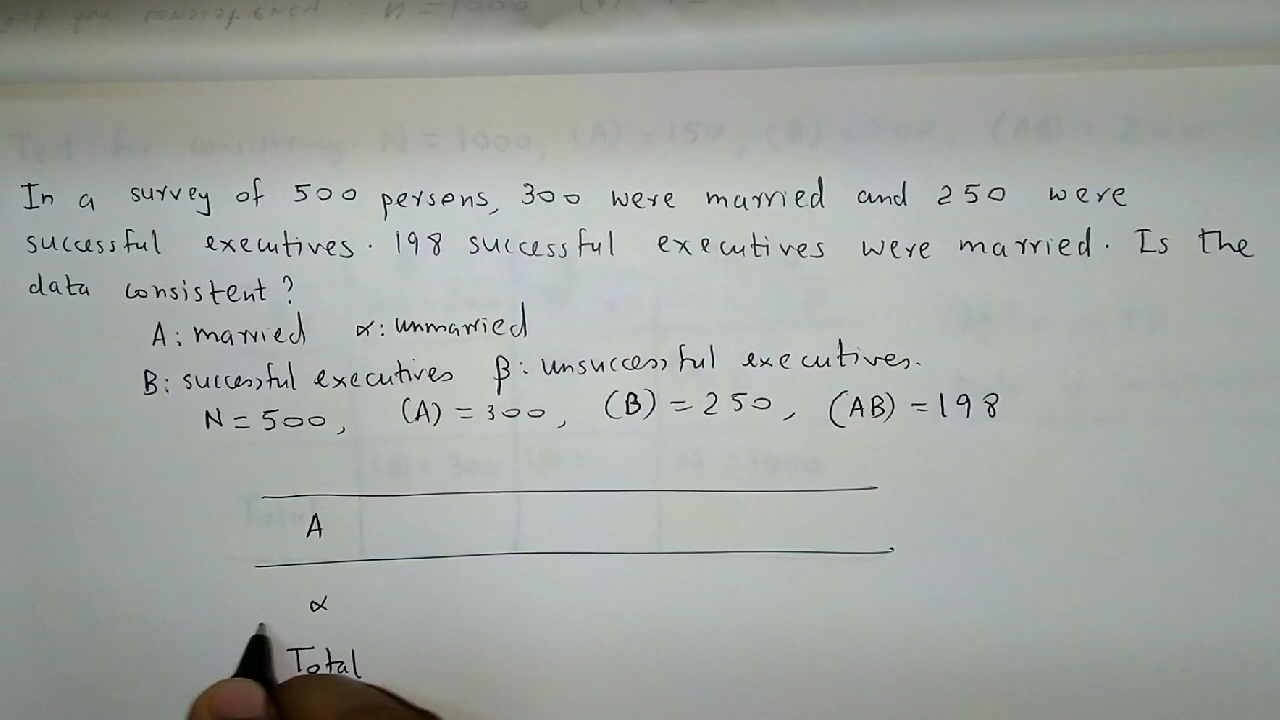 In a survey of 500 persons, 300 were married and 250 were
successful executives. 198 successful executives were married. Is the
data consistent?
A: married α: unmarried
B: successful executives β: unsuccessful executives.
N = 500, (A) = 300, (B) = 250, (AB) = 198
A
α
Total